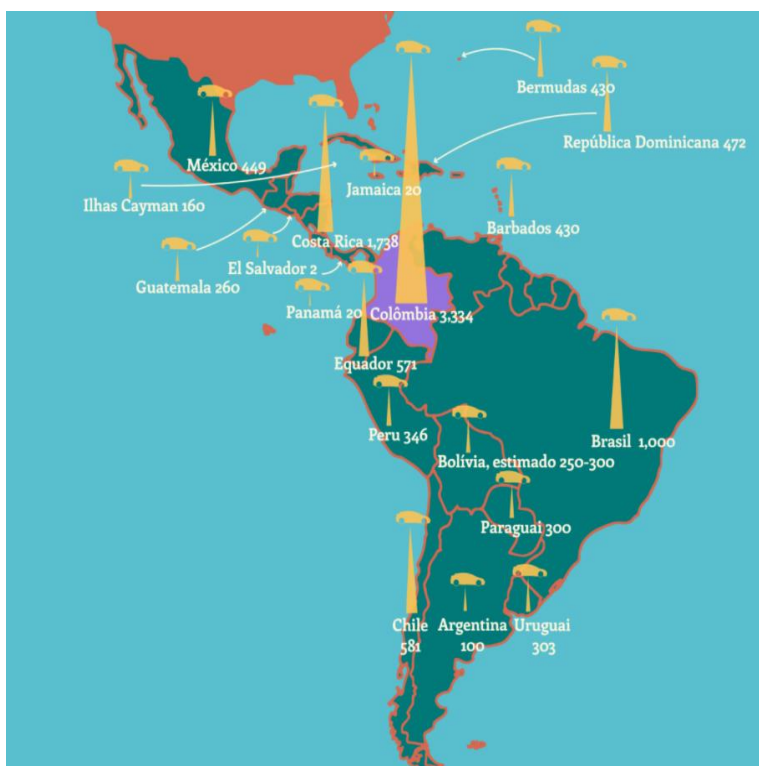 Bermudas 430
República Dominicana 472
México 449
Jamaica 20
Ilhas Cayman 160
Barbados 430
Costa Rica 1,738
El Salvador 2
Guatemala 260
Panamá 20
Colômbia 3,334
Equador 571
Peru 346
Brasil 1,000
Bolívia, estimado 250-300
Paraguai 300
Chile
581
Argentina
100
Uruguai
303